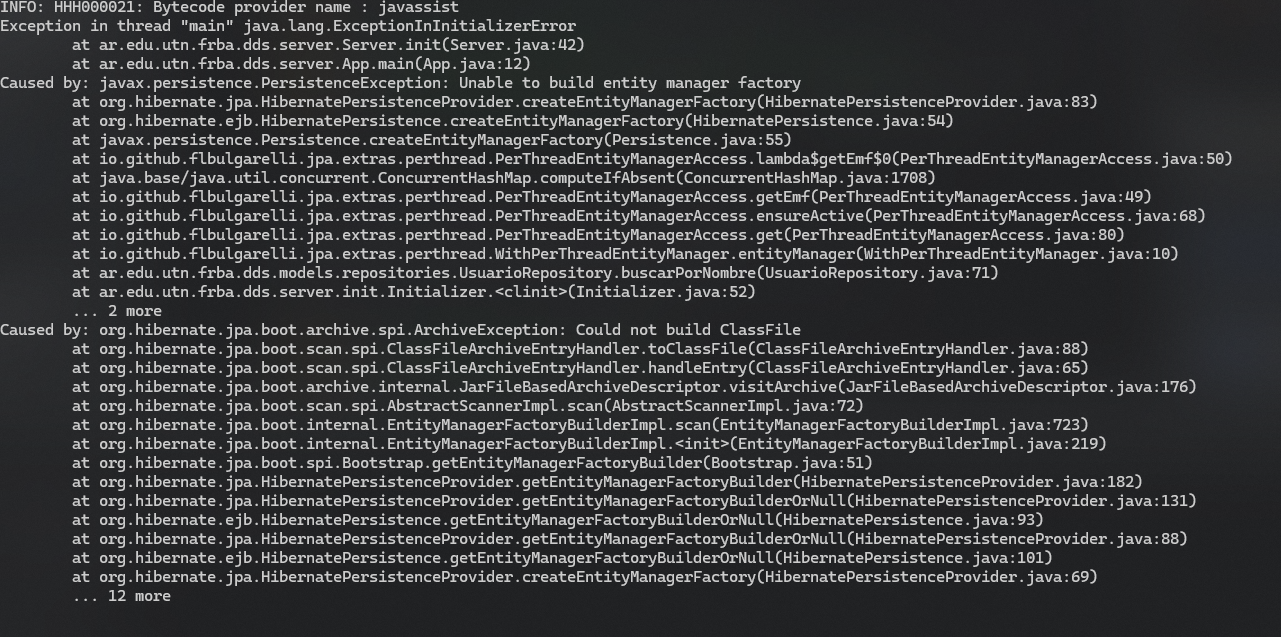 INFO: HHH000021: Bytecode provider name : javassist
Exception in thread "main" java.lang.ExceptionInInitializerError
        at ar.edu.utn.frba.dds.server.Server.init(Server.java:42)
        at ar.edu.utn.frba.dds.server.App.main(App.java:12)
Caused by: javax.persistence.PersistenceException: Unable to build entity manager factory
        at org.hibernate.jpa.HibernatePersistenceProvider.createEntityManagerFactory(HibernatePersistenceProvider.java:83)
        at org.hibernate.ejb.HibernatePersistence.createEntityManagerFactory(HibernatePersistence.java:54)
        at javax.persistence.Persistence.createEntityManagerFactory(Persistence.java:55)
        at io.github.flbulgarelli.jpa.extras.perthread.PerThreadEntityManagerAccess.lambda$getEmf$0(PerThreadEntityManagerAccess.java:50)
        at java.base/java.util.concurrent.ConcurrentHashMap.computeIfAbsent(ConcurrentHashMap.java:1708)
        at io.github.flbulgarelli.jpa.extras.perthread.PerThreadEntityManagerAccess.getEmf(PerThreadEntityManagerAccess.java:49)
        at io.github.flbulgarelli.jpa.extras.perthread.PerThreadEntityManagerAccess.ensureActive(PerThreadEntityManagerAccess.java:68)
        at io.github.flbulgarelli.jpa.extras.perthread.PerThreadEntityManagerAccess.get(PerThreadEntityManagerAccess.java:80)
        at io.github.flbulgarelli.jpa.extras.perthread.WithPerThreadEntityManager.entityManager(WithPerThreadEntityManager.java:10)
        at ar.edu.utn.frba.dds.models.repositories.UsuarioRepository.buscarPorNombre(UsuarioRepository.java:71)
        at ar.edu.utn.frba.dds.server.init.Initializer.<clinit>(Initializer.java:52)
        ... 2 more
Caused by: org.hibernate.jpa.boot.archive.spi.ArchiveException: Could not build ClassFile
        at org.hibernate.jpa.boot.scan.spi.ClassFileArchiveEntryHandler.toClassFile(ClassFileArchiveEntryHandler.java:88)
        at org.hibernate.jpa.boot.scan.spi.ClassFileArchiveEntryHandler.handleEntry(ClassFileArchiveEntryHandler.java:65)
        at org.hibernate.jpa.boot.archive.internal.JarFileBasedArchiveDescriptor.visitArchive(JarFileBasedArchiveDescriptor.java:176)
        at org.hibernate.jpa.boot.scan.spi.AbstractScannerImpl.scan(AbstractScannerImpl.java:72)
        at org.hibernate.jpa.boot.internal.EntityManagerFactoryBuilderImpl.scan(EntityManagerFactoryBuilderImpl.java:723)
        at org.hibernate.jpa.boot.internal.EntityManagerFactoryBuilderImpl.<init>(EntityManagerFactoryBuilderImpl.java:219)
        at org.hibernate.jpa.boot.spi.Bootstrap.getEntityManagerFactoryBuilder(Bootstrap.java:51)
        at org.hibernate.jpa.HibernatePersistenceProvider.getEntityManagerFactoryBuilder(HibernatePersistenceProvider.java:182)
        at org.hibernate.jpa.HibernatePersistenceProvider.getEntityManagerFactoryBuilderOrNull(HibernatePersistenceProvider.java:131)
        at org.hibernate.ejb.HibernatePersistence.getEntityManagerFactoryBuilderOrNull(HibernatePersistence.java:93)
        at org.hibernate.jpa.HibernatePersistenceProvider.getEntityManagerFactoryBuilderOrNull(HibernatePersistenceProvider.java:88)
        at org.hibernate.ejb.HibernatePersistence.getEntityManagerFactoryBuilderOrNull(HibernatePersistence.java:101)
        at org.hibernate.jpa.HibernatePersistenceProvider.createEntityManagerFactory(HibernatePersistenceProvider.java:69)
        ... 12 more